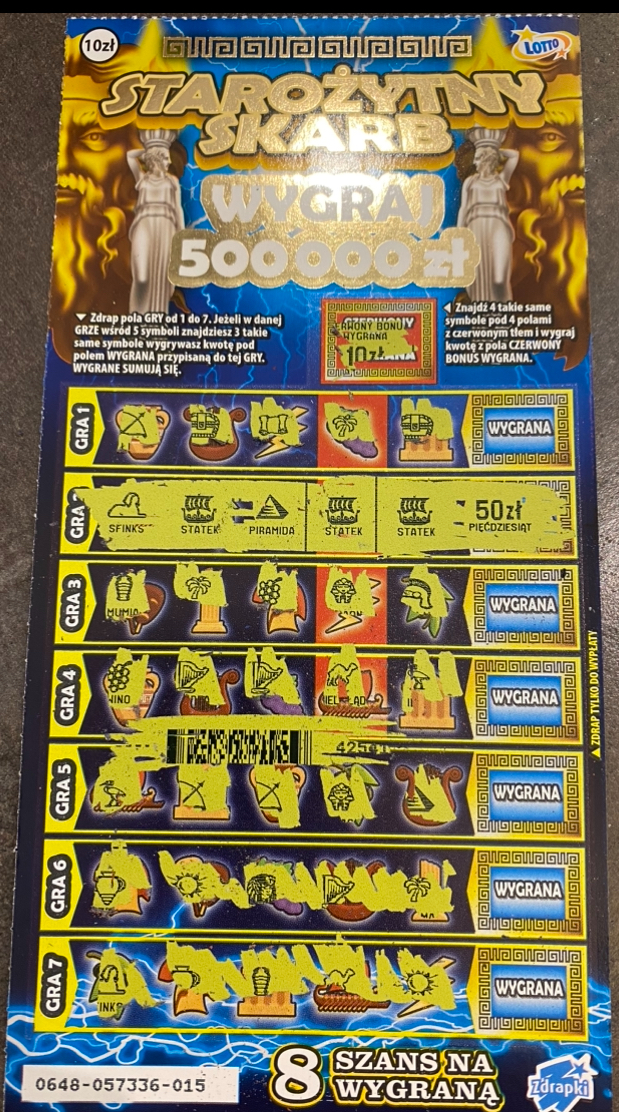 10zł
LOTTO
STAROŻYTNY
SKARB
WYGRAJ
500 000 zł
▼ Zdrap pola GRY od 1 do 7. Jeżeli w danej
GRZE wśród 5 symboli znajdziesz 3 takie
same symbole wygrywasz kwotę pod
polem WYGRANA przypisaną do tej GRY.
WYGRANE SUMUJĄ SIĘ.
BONUS
WYGRANA
10zł
◀ Znajdź 4 takie same
symbole pod 4 polami
z czerwonym tłem i wygraj
kwotę z pola CZERWONY
BONUS WYGRANA.
GRA 1
WYGRANA
GRA
SFINKS STATEK PIRAMIDA STATEK STATEK 50zł
PIĘĆDZIESIĄT
GRA 3
MUMIA
WYGRANA
GRA 4
WYGRANA
▲ ZDRAP TYLKO DO WYPŁATY
GRA 5
WYGRANA
GRA 6
WYGRANA
GRA 7
WYGRANA
8 SZANS NA
WYGRANĄ
0648-057336-015
Zdrapki